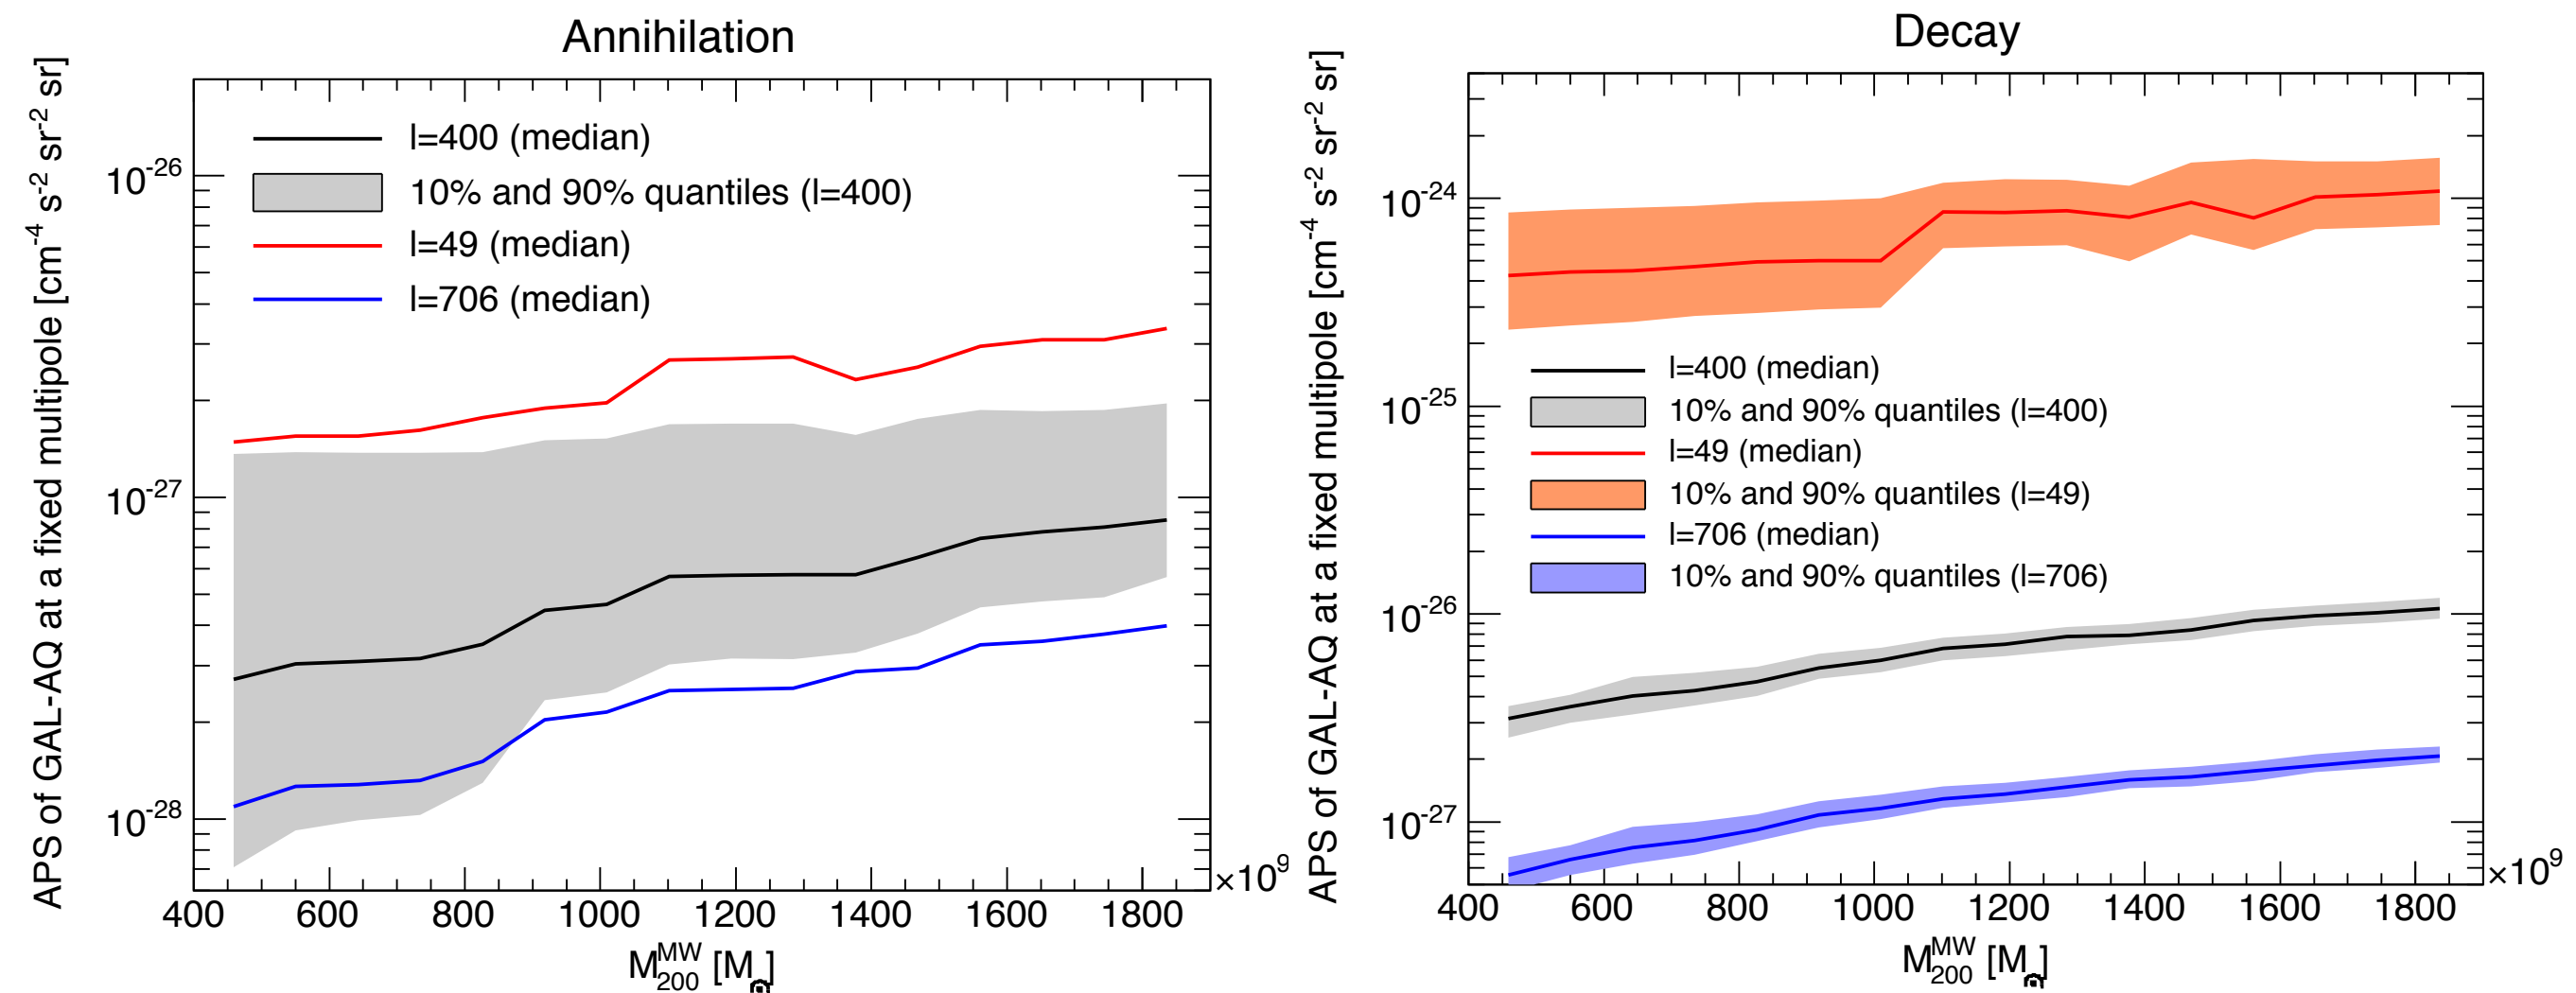 Annihilation
APS of GAL-AQ at a fixed multipole [cm⁻⁴ s⁻² sr⁻² sr]
l=400 (median)
10% and 90% quantiles (l=400)
l=49 (median)
l=706 (median)
10⁻²⁶
10⁻²⁷
10⁻²⁸
×10⁹
400 600 800 1000 1200 1400 1600 1800
M₂₀₀ᴹᵂ [M☉]
Decay
APS of GAL-AQ at a fixed multipole [cm⁻⁴ s⁻² sr⁻² sr]
10⁻²⁴
10⁻²⁵
10⁻²⁶
10⁻²⁷
l=400 (median)
10% and 90% quantiles (l=400)
l=49 (median)
10% and 90% quantiles (l=49)
l=706 (median)
10% and 90% quantiles (l=706)
×10⁹
400 600 800 1000 1200 1400 1600 1800
M₂₀₀ᴹᵂ [M☉]